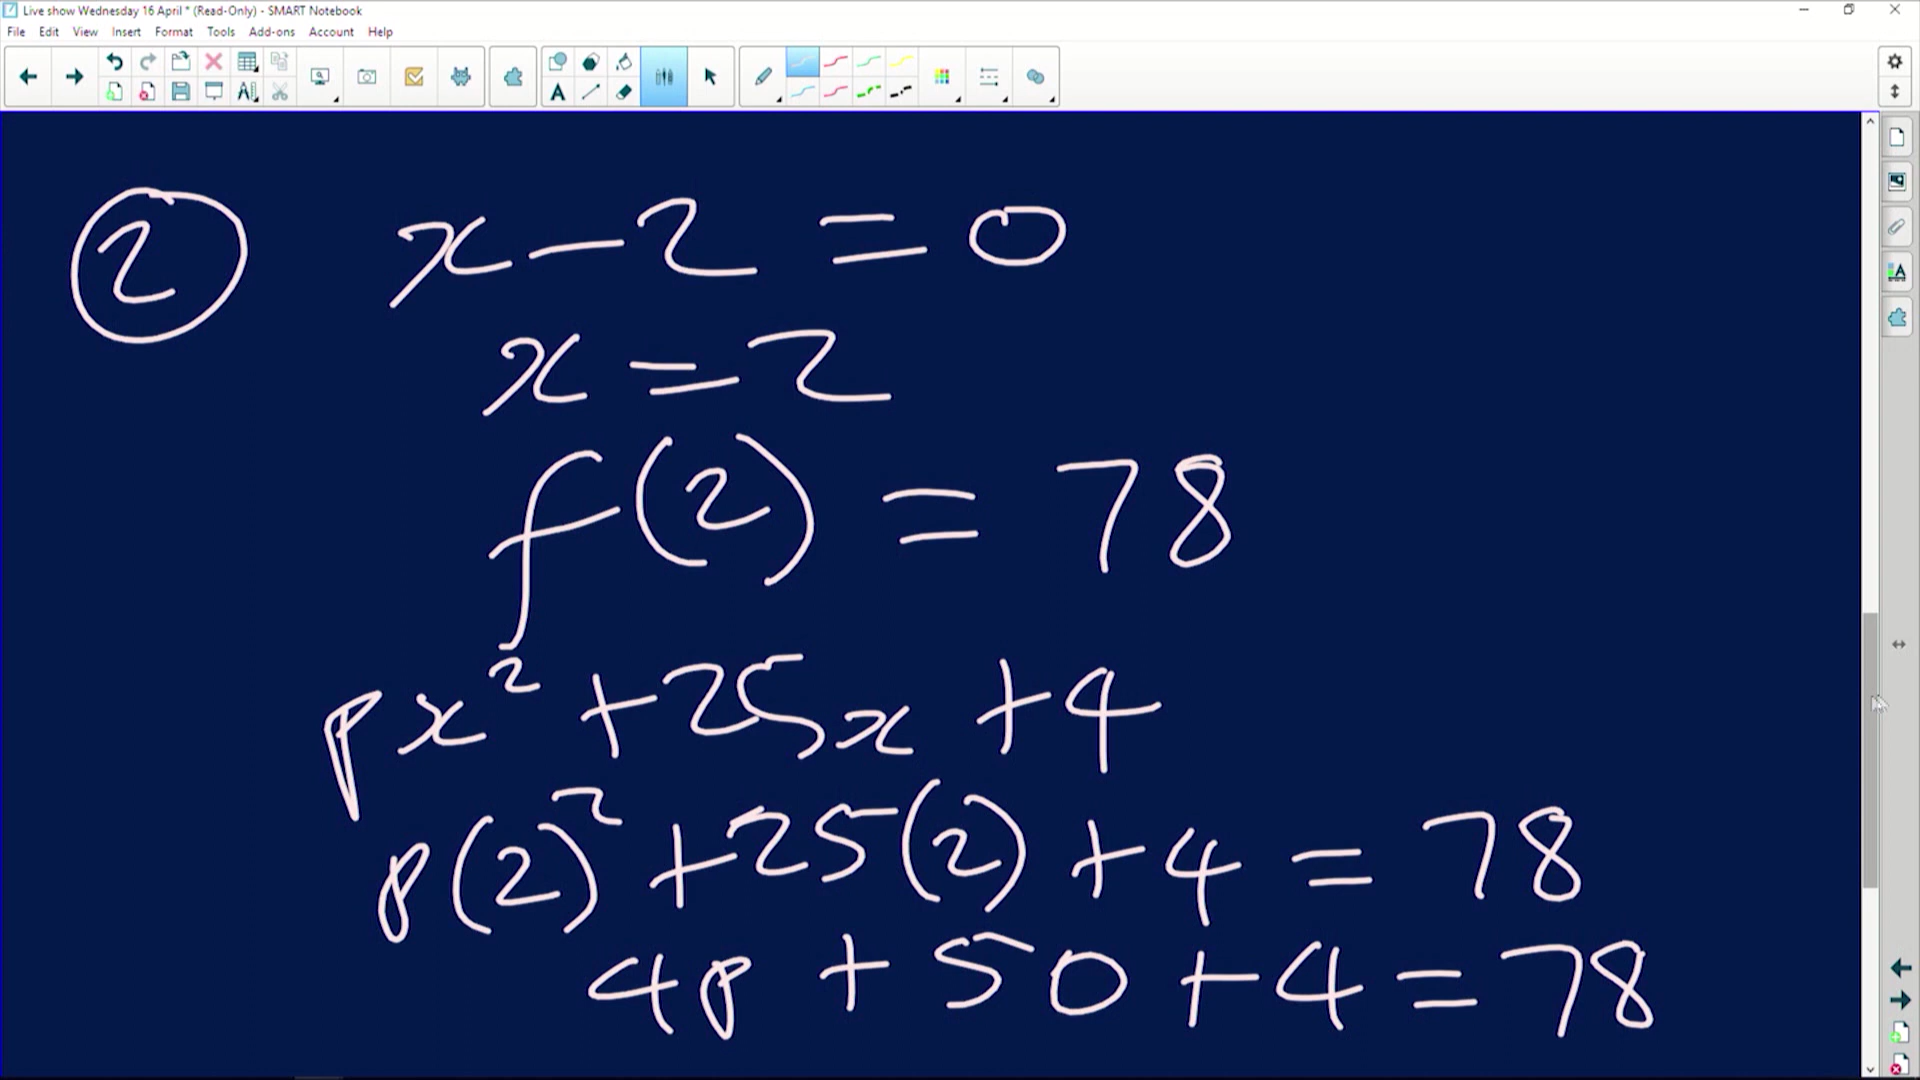 Live show Wednesday 16 April * (Read-Only) - SMART Notebook
File Edit View Insert Format Tools Add-ons Account Help
② x - 2 = 0
x = 2
f(2) = 78
px² + 25x + 4
p(2)² + 25(2) + 4 = 78
4p + 50 + 4 = 78